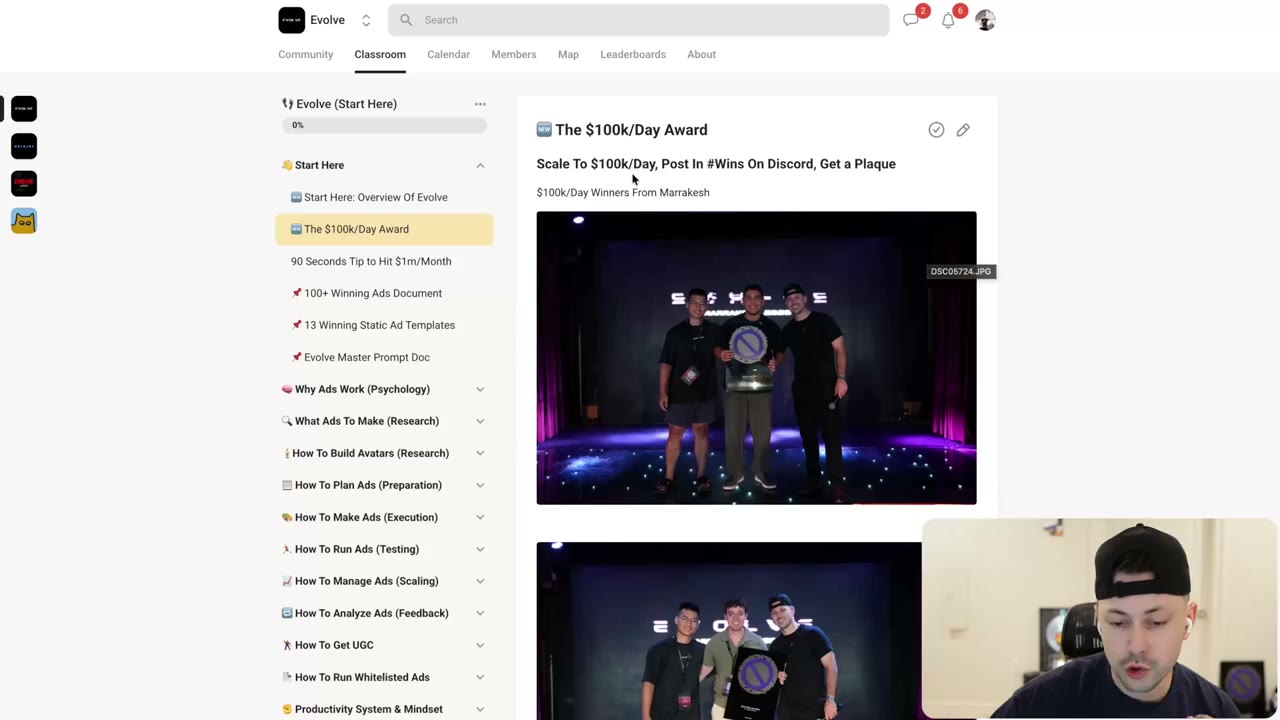 EVOLVE
Evolve
Search
2
6
Community
Classroom
Calendar
Members
Map
Leaderboards
About
Evolve (Start Here)
0%
Start Here
NEW Start Here: Overview Of Evolve
NEW The $100k/Day Award
90 Seconds Tip to Hit $1m/Month
100+ Winning Ads Document
13 Winning Static Ad Templates
Evolve Master Prompt Doc
Why Ads Work (Psychology)
What Ads To Make (Research)
How To Build Avatars (Research)
How To Plan Ads (Preparation)
How To Make Ads (Execution)
How To Run Ads (Testing)
How To Manage Ads (Scaling)
How To Analyze Ads (Feedback)
How To Get UGC
How To Run Whitelisted Ads
Productivity System & Mindset
NEW The $100k/Day Award
Scale To $100k/Day, Post In #Wins On Discord, Get a Plaque
$100k/Day Winners From Marrakesh
DSC05724.JPG